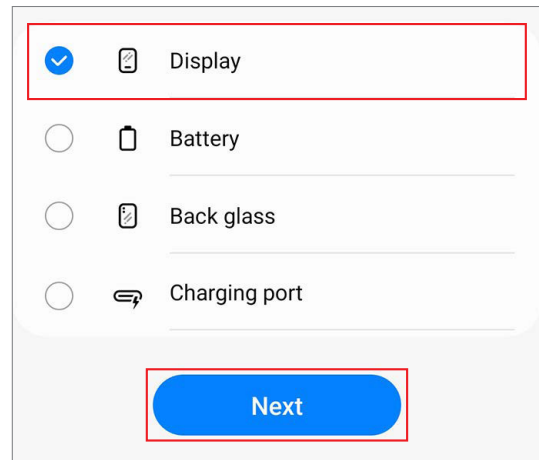 Display
Battery
Back glass
Charging port
Next